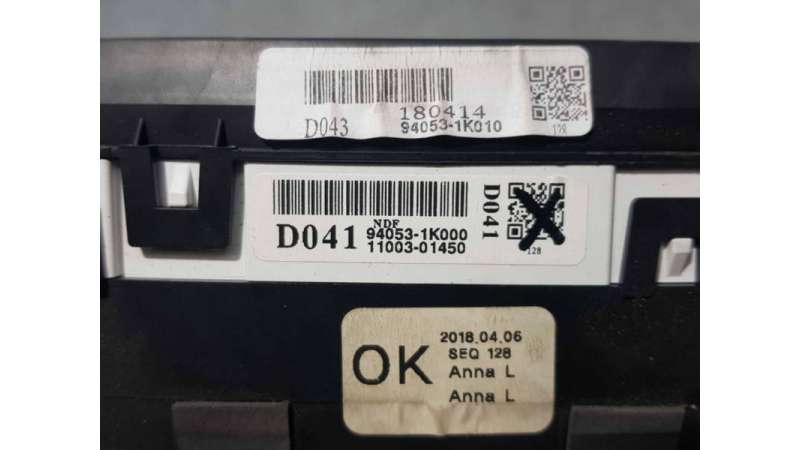 180414
D043 94053-1K010
128
NDF
D041 94053-1K000
11003-01450
D041
128
OK
2018.04.06
SEQ 128
Anna L
Anna L